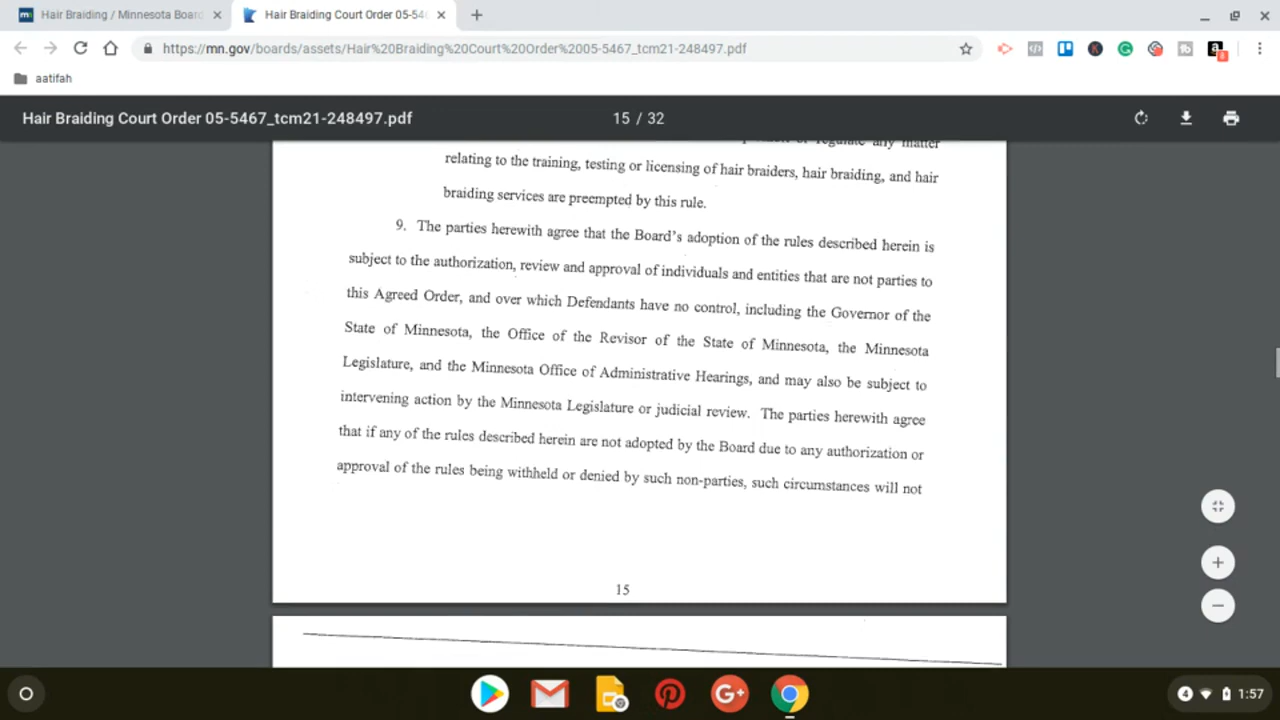 Hair Braiding / Minnesota Boar
Hair Braiding Court Order 05-54
https://mn.gov/boards/assets/Hair%20Braiding%20Court%20Order%2005-5467_tcm21-248497.pdf
aatifah
Hair Braiding Court Order 05-5467_tcm21-248497.pdf
15 / 32
regulate any matter
relating to the training, testing or licensing of hair braiders, hair braiding, and hair
braiding services are preempted by this rule.
9. The parties herewith agree that the Board's adoption of the rules described herein is
subject to the authorization, review and approval of individuals and entities that are not parties to
this Agreed Order, and over which Defendants have no control, including the Governor of the
State of Minnesota, the Office of the Revisor of the State of Minnesota, the Minnesota
Legislature, and the Minnesota Office of Administrative Hearings, and may also be subject to
intervening action by the Minnesota Legislature or judicial review. The parties herewith agree
that if any of the rules described herein are not adopted by the Board due to any authorization or
approval of the rules being withheld or denied by such non-parties, such circumstances will not
15
4 1:57